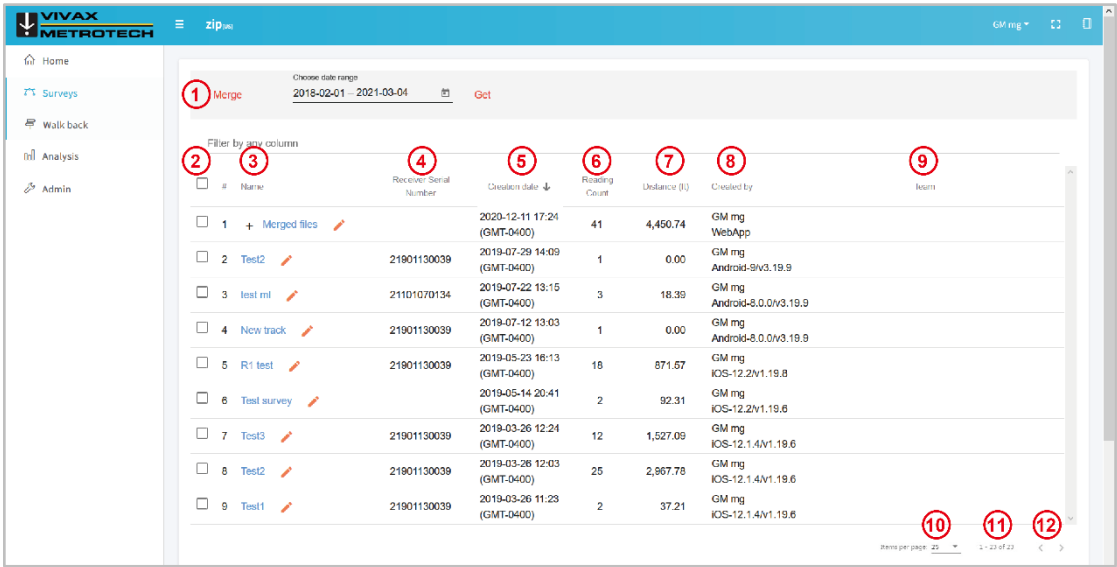 VIVAX
METROTECH
zip
GM mg
Home
Surveys
Walk back
Analysis
Admin
Choose date range
1 Merge 2018-02-01 – 2021-03-04 Get
Filter by any column
2 3 4 5 6 7 8 9
# Name Receiver Serial Number Creation date Reading Count Distance (ft) Created by Team
1 + Merged files 2020-12-11 17:24 (GMT-0400) 41 4,450.74 GM mg WebApp
2 Test2 21901130039 2019-07-29 14:09 (GMT-0400) 1 0.00 GM mg Android-9/v3.19.9
3 test ml 21101070134 2019-07-22 13:15 (GMT-0400) 3 18.39 GM mg Android-8.0.0/v3.19.9
4 New track 21901130039 2019-07-12 13:03 (GMT-0400) 1 0.00 GM mg Android-8.0.0/v3.19.9
5 R1 test 21901130039 2019-05-23 16:13 (GMT-0400) 18 871.57 GM mg iOS-12.2/v1.19.8
6 Test survey 2019-05-14 20:41 (GMT-0400) 2 92.31 GM mg iOS-12.2/v1.19.6
7 Test3 21901130039 2019-03-26 12:24 (GMT-0400) 12 1,527.09 GM mg iOS-12.1.4/v1.19.6
8 Test2 21901130039 2019-03-26 12:03 (GMT-0400) 25 2,967.78 GM mg iOS-12.1.4/v1.19.6
9 Test1 21901130039 2019-03-26 11:23 (GMT-0400) 2 37.21 GM mg iOS-12.1.4/v1.19.6
10 11 12
Items per page: 25 1 – 23 of 23